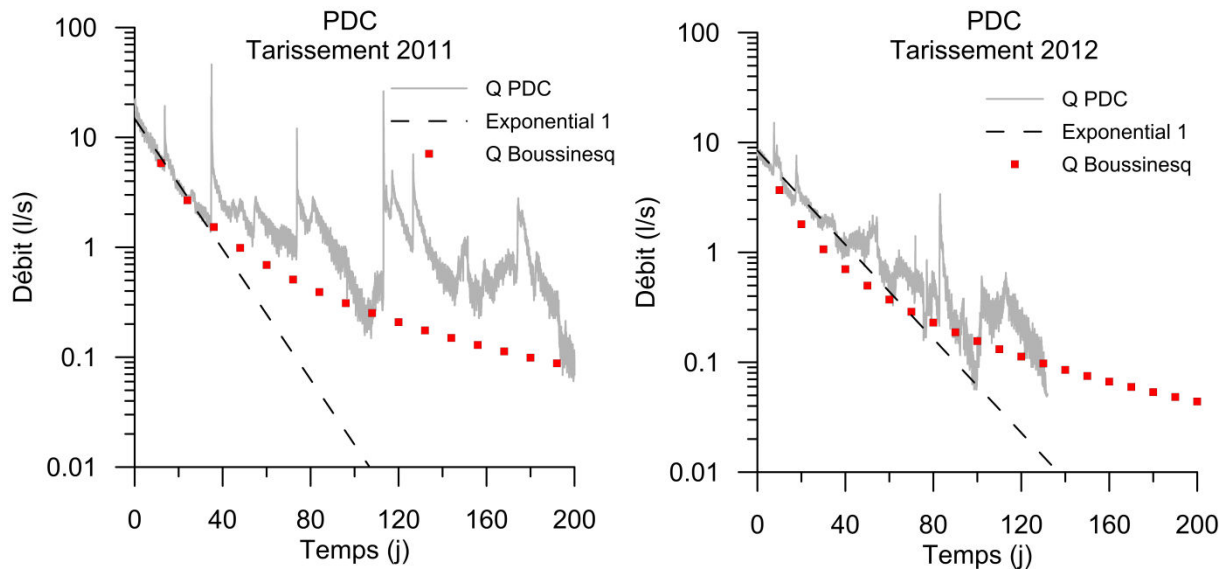 PDC
Tarissement 2011
Q PDC
Exponential 1
Q Boussinesq
Débit (l/s)
100
10
1
0.1
0.01
0 40 80 120 160 200
Temps (j)
PDC
Tarissement 2012
Q PDC
Exponential 1
Q Boussinesq
Débit (l/s)
100
10
1
0.1
0.01
0 40 80 120 160 200
Temps (j)